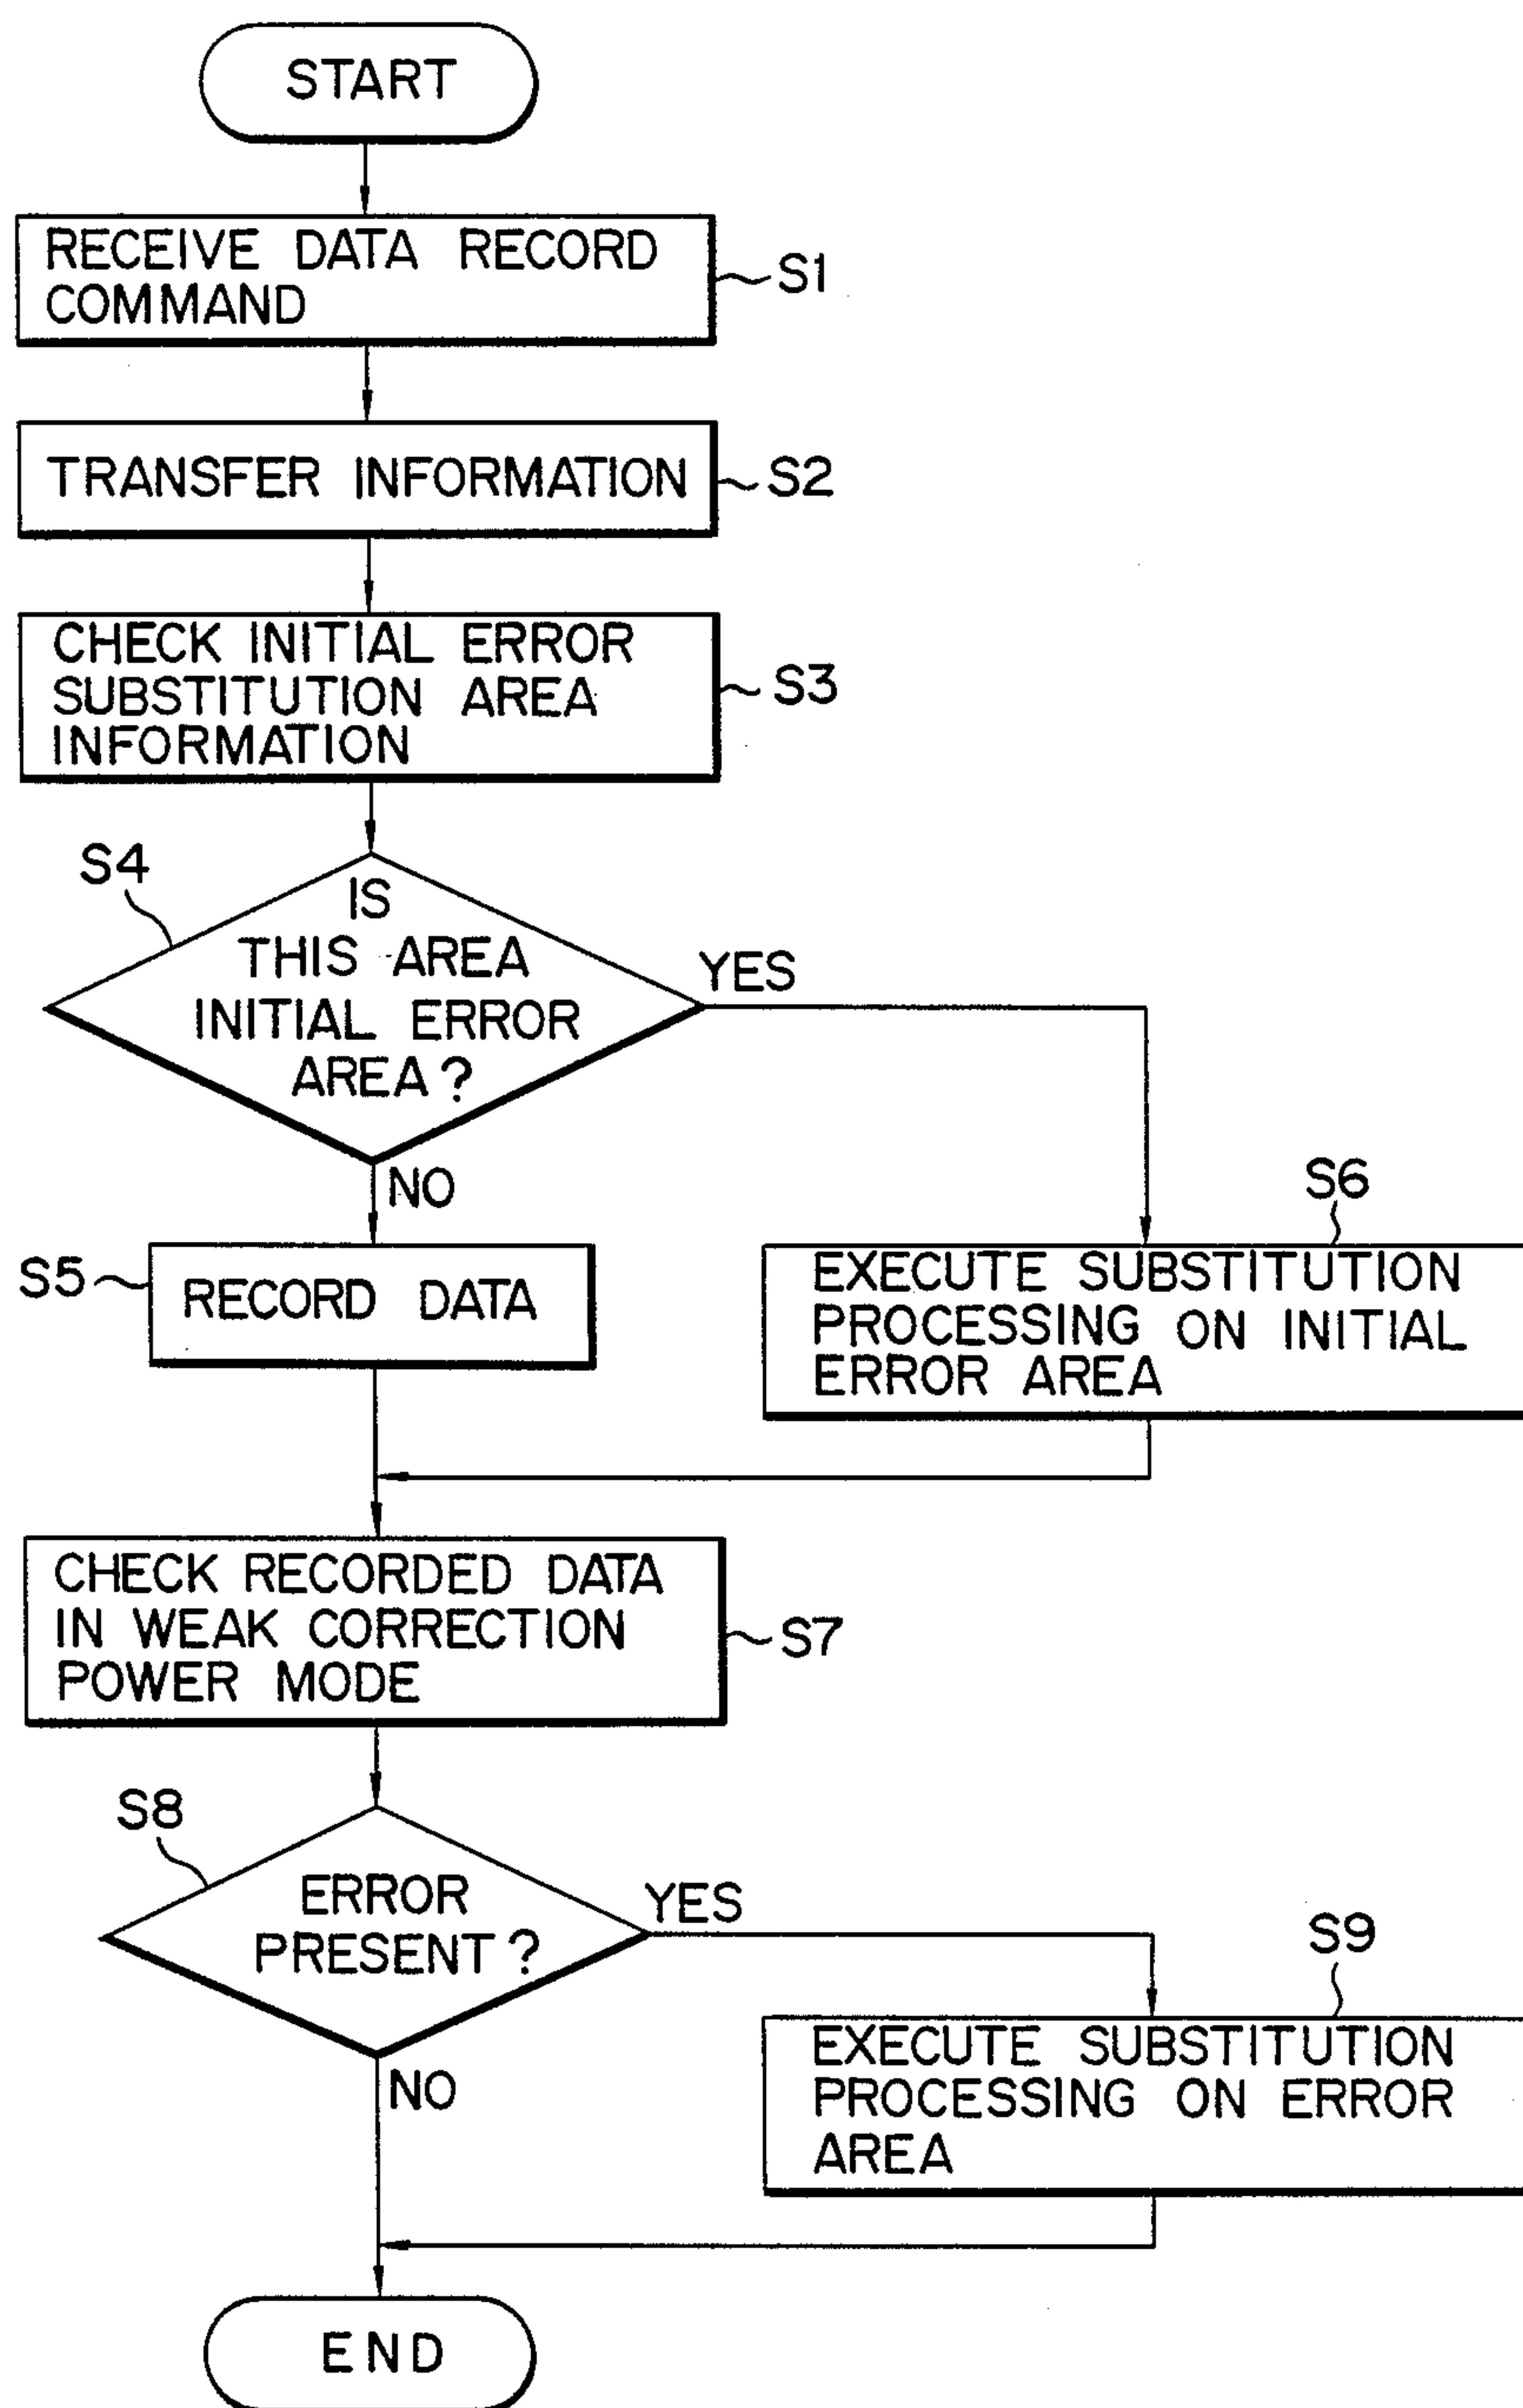 START
RECEIVE DATA RECORD
COMMAND
S1
TRANSFER INFORMATION
S2
CHECK INITIAL ERROR
SUBSTITUTION AREA
INFORMATION
S3
S4
IS
THIS AREA
INITIAL ERROR
AREA?
YES
NO
S5
RECORD DATA
S6
EXECUTE SUBSTITUTION
PROCESSING ON INITIAL
ERROR AREA
CHECK RECORDED DATA
IN WEAK CORRECTION
POWER MODE
S7
S8
ERROR
PRESENT?
YES
NO
S9
EXECUTE SUBSTITUTION
PROCESSING ON ERROR
AREA
END